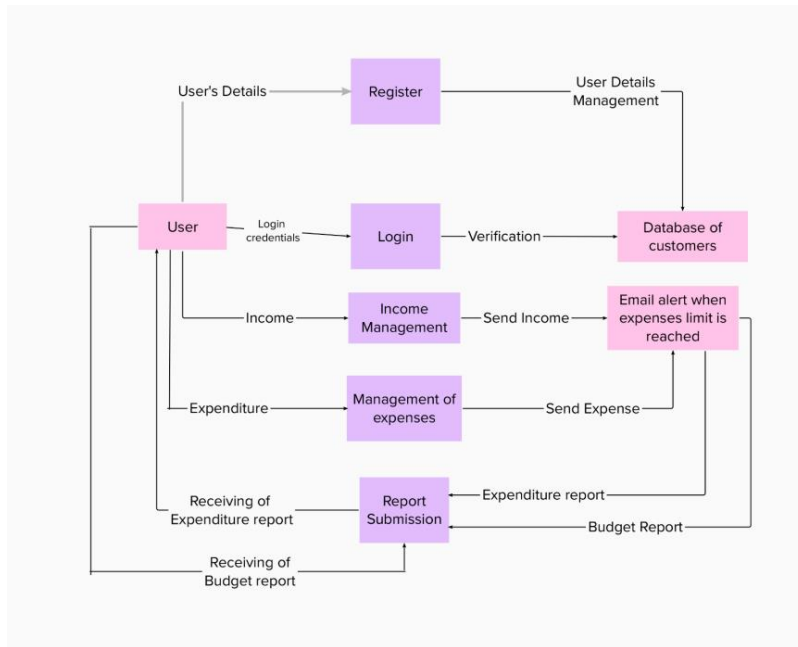 User's Details
Register
User Details
Management
User
Login
credentials
Login
Verification
Database of
customers
Income
Income
Management
Send Income
Email alert when
expenses limit is
reached
Expenditure
Management of
expenses
Send Expense
Receiving of
Expenditure report
Report
Submission
Expenditure report
Budget Report
Receiving of
Budget report